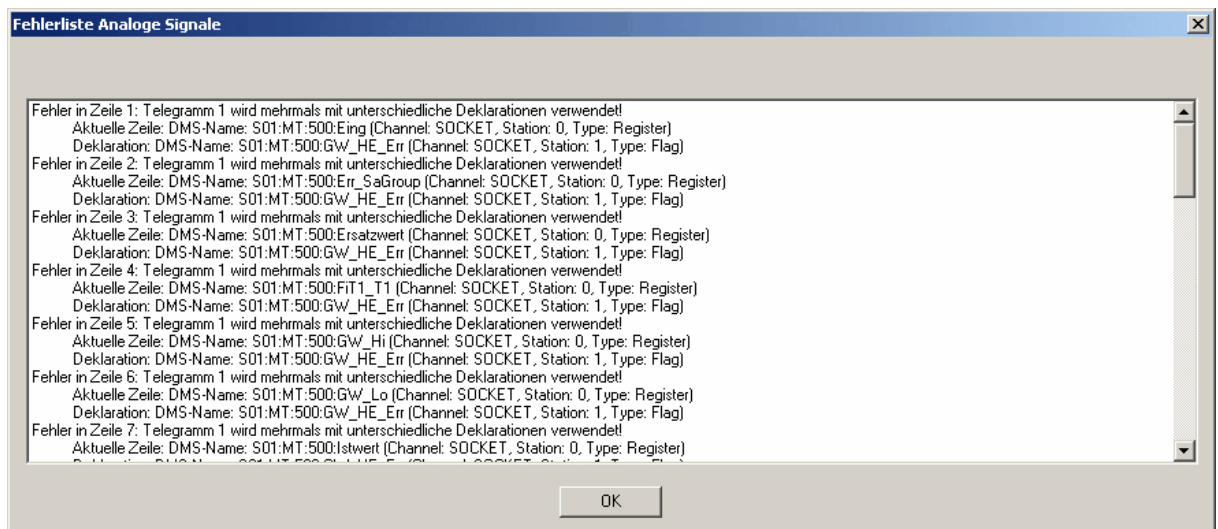 Fehlerliste Analoge Signale
Fehler in Zeile 1: Telegramm 1 wird mehrmals mit unterschiedliche Deklarationen verwendet!
Aktuelle Zeile: DMS-Name: S01:MT:500:Eing (Channel: SOCKET, Station: 0, Type: Register)
Deklaration: DMS-Name: S01:MT:500:GW_HE_Err (Channel: SOCKET, Station: 1, Type: Flag)
Fehler in Zeile 2: Telegramm 1 wird mehrmals mit unterschiedliche Deklarationen verwendet!
Aktuelle Zeile: DMS-Name: S01:MT:500:Err_SaGroup (Channel: SOCKET, Station: 0, Type: Register)
Deklaration: DMS-Name: S01:MT:500:GW_HE_Err (Channel: SOCKET, Station: 1, Type: Flag)
Fehler in Zeile 3: Telegramm 1 wird mehrmals mit unterschiedliche Deklarationen verwendet!
Aktuelle Zeile: DMS-Name: S01:MT:500:Ersatzwert (Channel: SOCKET, Station: 0, Type: Register)
Deklaration: DMS-Name: S01:MT:500:GW_HE_Err (Channel: SOCKET, Station: 1, Type: Flag)
Fehler in Zeile 4: Telegramm 1 wird mehrmals mit unterschiedliche Deklarationen verwendet!
Aktuelle Zeile: DMS-Name: S01:MT:500:FiT1_T1 (Channel: SOCKET, Station: 0, Type: Register)
Deklaration: DMS-Name: S01:MT:500:GW_HE_Err (Channel: SOCKET, Station: 1, Type: Flag)
Fehler in Zeile 5: Telegramm 1 wird mehrmals mit unterschiedliche Deklarationen verwendet!
Aktuelle Zeile: DMS-Name: S01:MT:500:GW_Hi (Channel: SOCKET, Station: 0, Type: Register)
Deklaration: DMS-Name: S01:MT:500:GW_HE_Err (Channel: SOCKET, Station: 1, Type: Flag)
Fehler in Zeile 6: Telegramm 1 wird mehrmals mit unterschiedliche Deklarationen verwendet!
Aktuelle Zeile: DMS-Name: S01:MT:500:GW_Lo (Channel: SOCKET, Station: 0, Type: Register)
Deklaration: DMS-Name: S01:MT:500:GW_HE_Err (Channel: SOCKET, Station: 1, Type: Flag)
Fehler in Zeile 7: Telegramm 1 wird mehrmals mit unterschiedliche Deklarationen verwendet!
Aktuelle Zeile: DMS-Name: S01:MT:500:Istwert (Channel: SOCKET, Station: 0, Type: Register)
OK